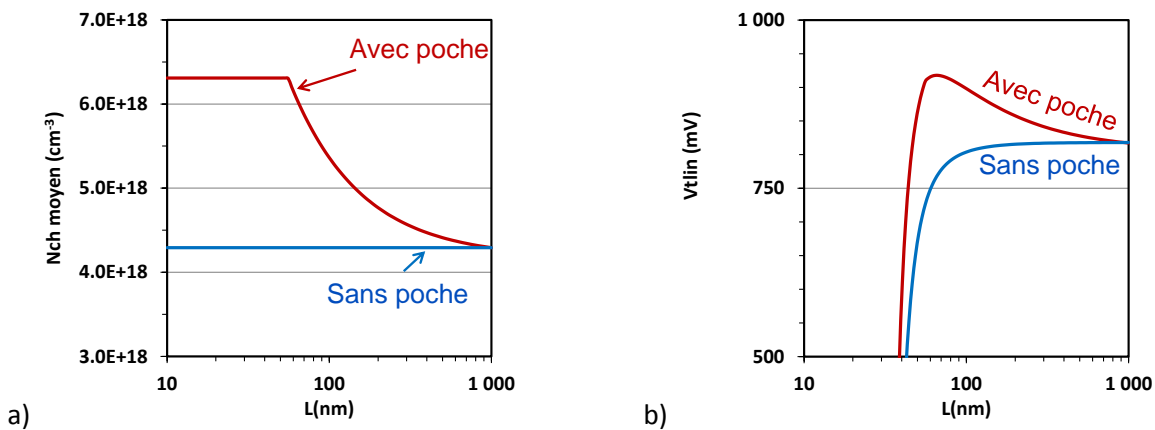 7.0E+18
6.0E+18
5.0E+18
4.0E+18
3.0E+18
Nch moyen (cm-3)
Avec poche
Sans poche
10
100
1 000
L(nm)
a)
1 000
750
500
Vtlin (mV)
Avec poche
Sans poche
10
100
1 000
L(nm)
b)